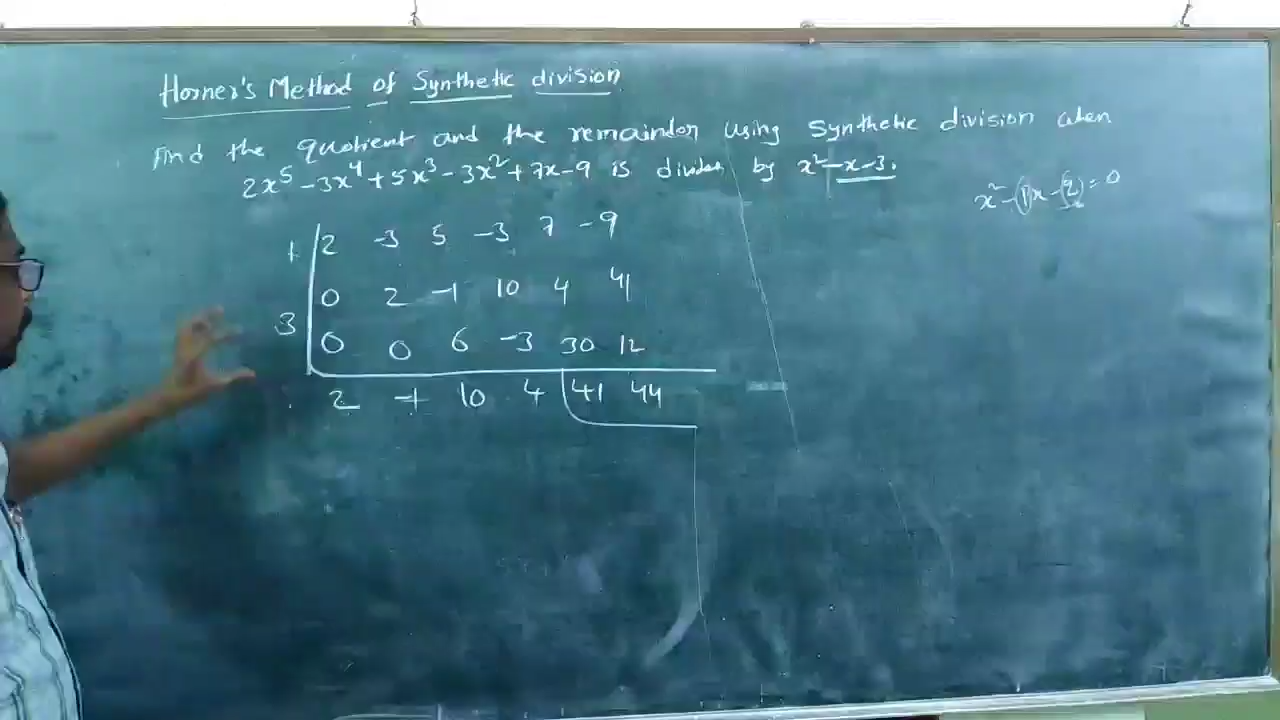 Horner's Method of Synthetic division
Find the quotient and the remainder using synthetic division when
2x⁵ - 3x⁴ + 5x³ - 3x² + 7x - 9 is divides by x² - x - 3.
x² - (1)x - (2) = 0
1 2 -3 5 -3 7 -9
0 2 -1 10 4 41
3 0 0 6 -3 30 12
2 -1 10 4 41 44